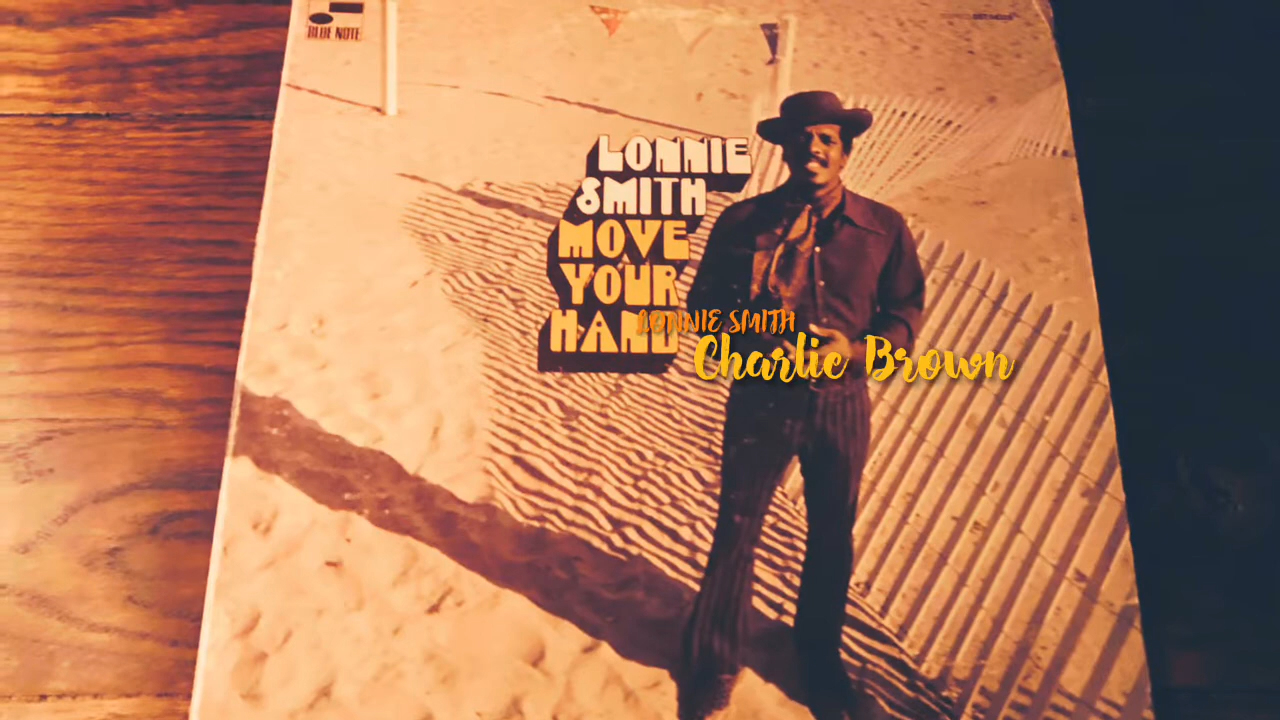 BLUE NOTE
LONNIE
SMITH
MOVE
YOUR
HAND
LONNIE SMITH
Charlie Brown